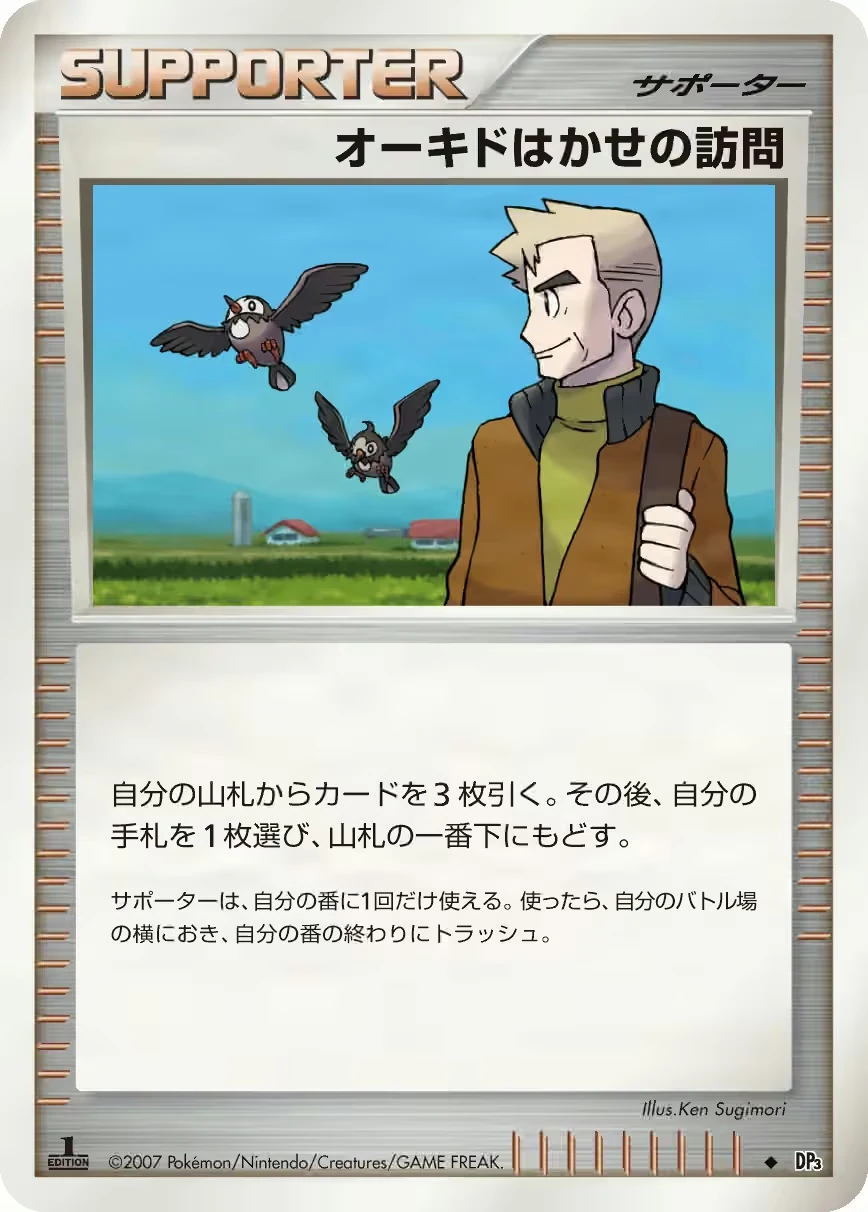 SUPPORTER
サポーター
オーキドはかせの訪問
自分の山札からカードを3枚引く。その後、自分の
手札を1枚選び、山札の一番下にもどす。
サポーターは、自分の番に1回だけ使える。使ったら、自分のバトル場
の横におき、自分の番の終わりにトラッシュ。
Illus.Ken Sugimori
1
EDITION
©2007 Pokémon/Nintendo/Creatures/GAME FREAK.
◆ DP3